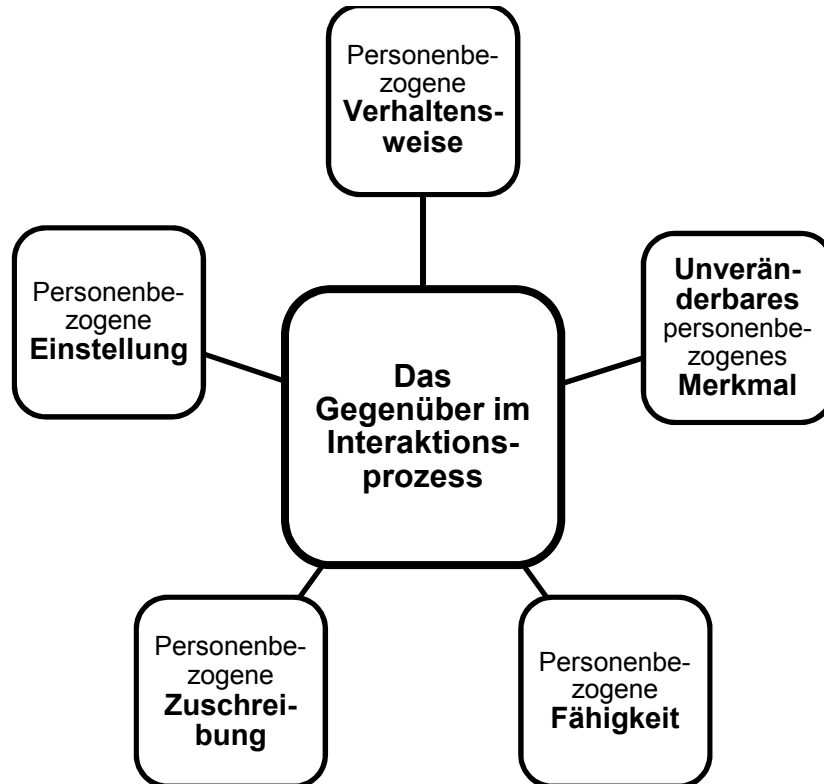 Personenbe-
zogene
Verhaltens-
weise
Unverän-
derbares
personenbe-
zogenes
Merkmal
Personenbe-
zogene
Einstellung
Das
Gegenüber im
Interaktions-
prozess
Personenbe-
zogene
Zuschrei-
bung
Personenbe-
zogene
Fähigkeit